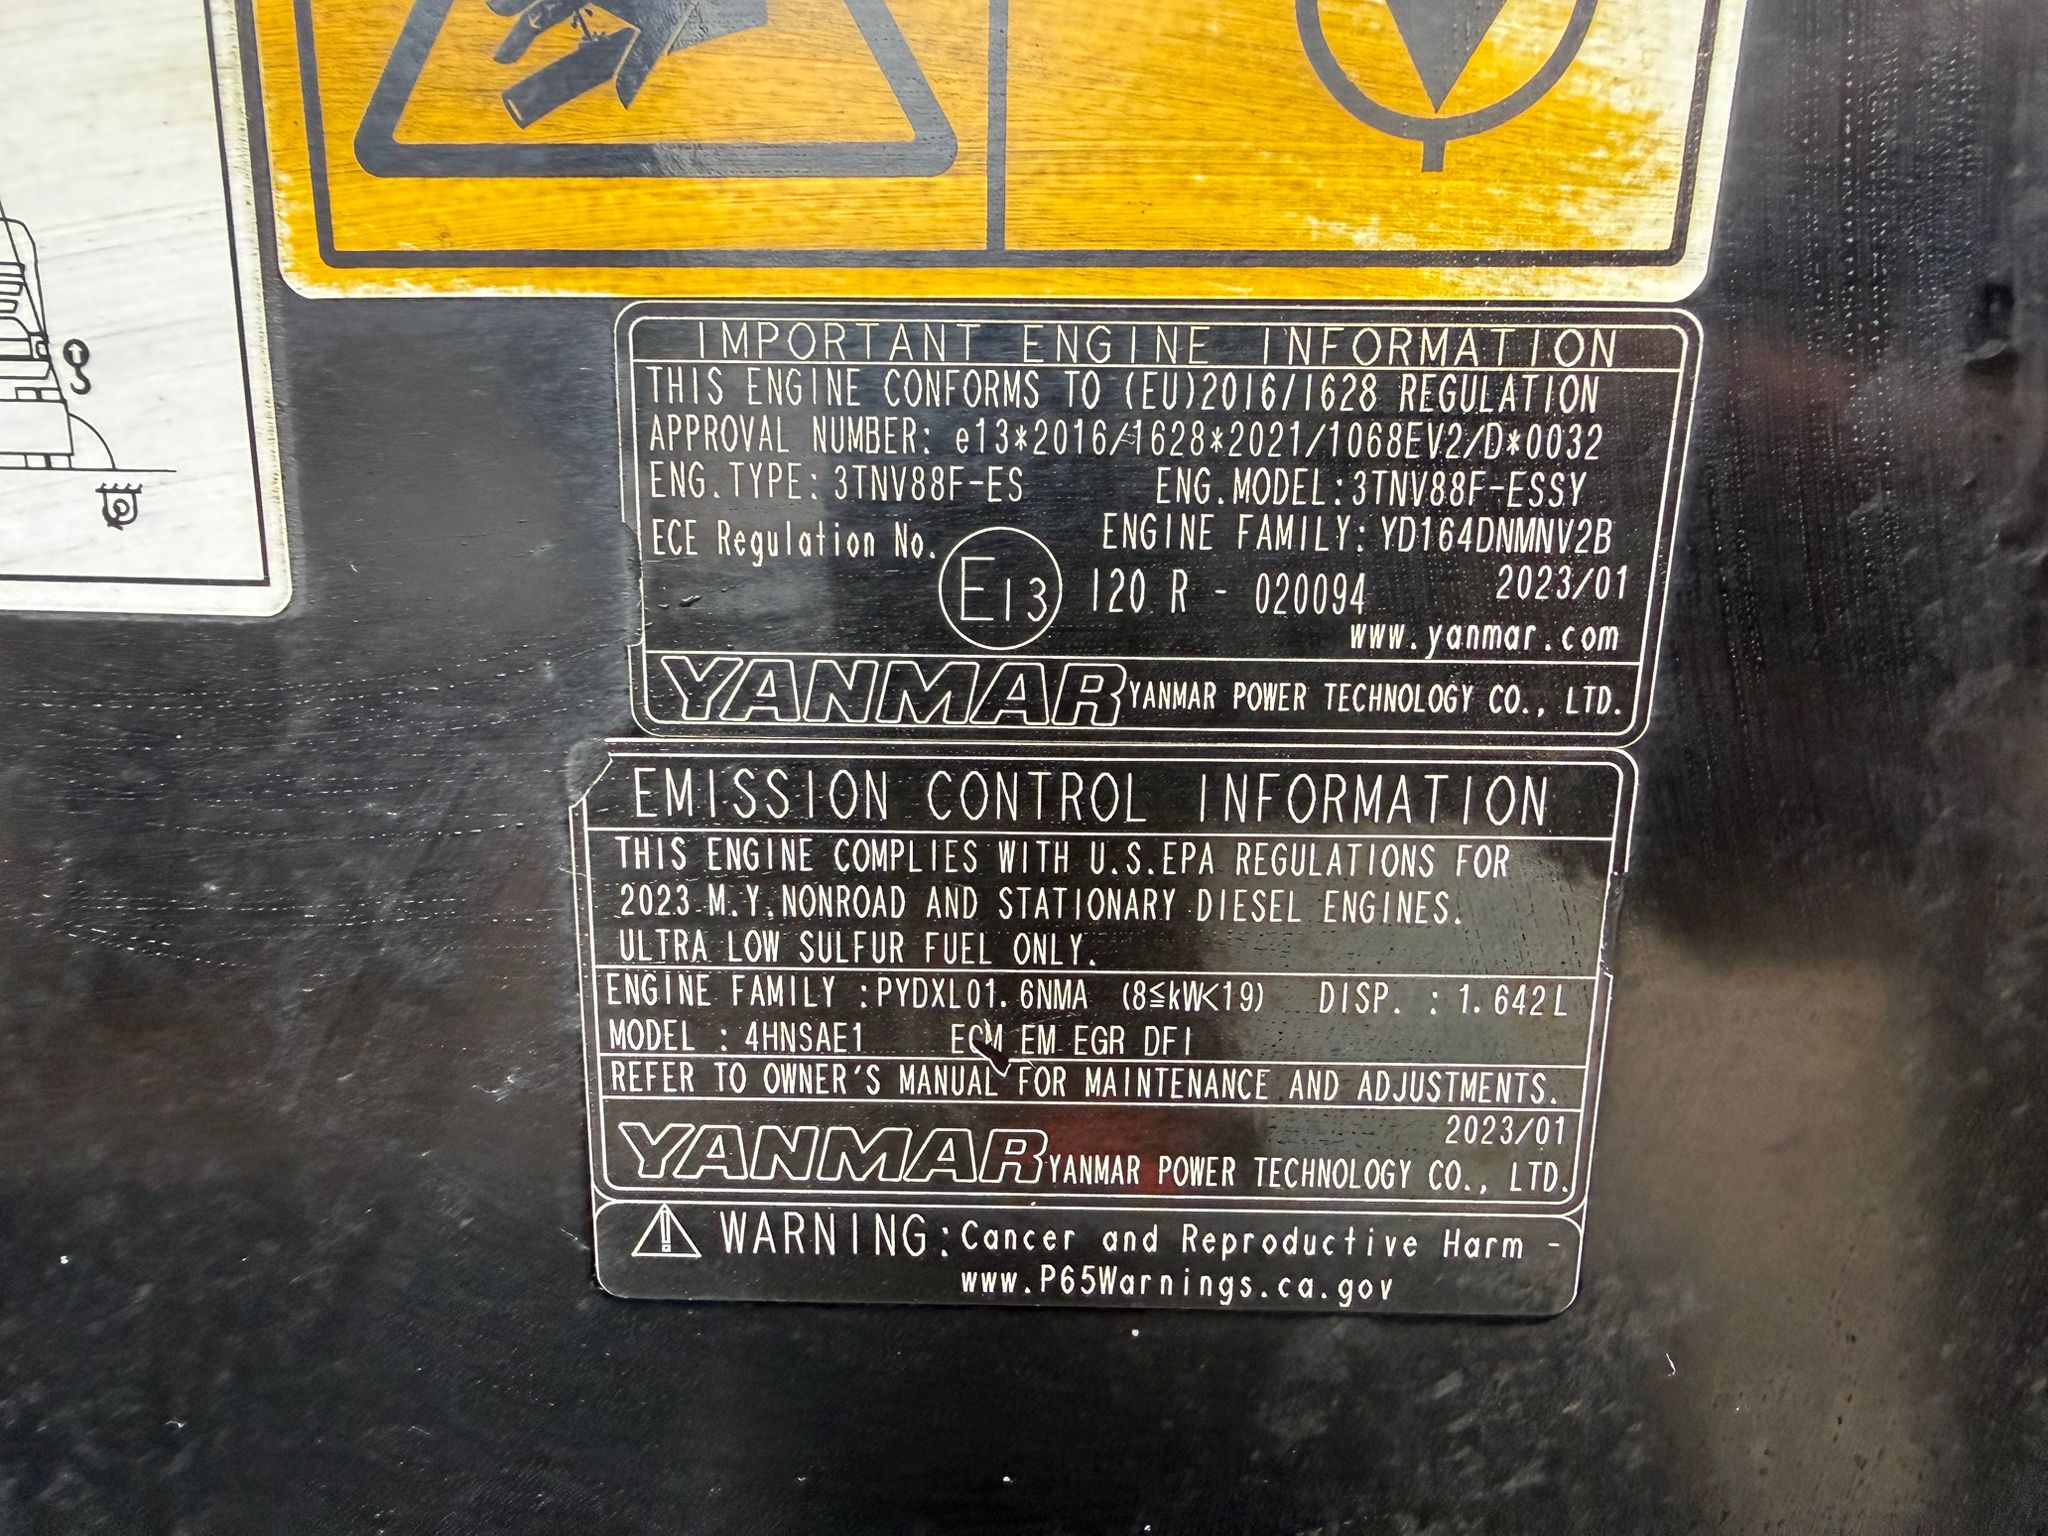 IMPORTANT ENGINE INFORMATION
THIS ENGINE CONFORMS TO (EU)2016/1628 REGULATION
APPROVAL NUMBER: e13*2016/1628*2021/1068EV2/D*0032
ENG.TYPE: 3TNV88F-ES ENG.MODEL:3TNV88F-ESSY
ECE Regulation No. ENGINE FAMILY: YD164DNMNV2B
E13 120 R - 020094 2023/01
www.yanmar.com
YANMAR YANMAR POWER TECHNOLOGY CO., LTD.
EMISSION CONTROL INFORMATION
THIS ENGINE COMPLIES WITH U.S.EPA REGULATIONS FOR
2023 M.Y.NONROAD AND STATIONARY DIESEL ENGINES.
ULTRA LOW SULFUR FUEL ONLY.
ENGINE FAMILY :PYDXL01.6NMA (8≦kW<19) DISP. : 1.642L
MODEL : 4HNSAE1 ECM EM EGR DFI
REFER TO OWNER'S MANUAL FOR MAINTENANCE AND ADJUSTMENTS.
2023/01
YANMAR YANMAR POWER TECHNOLOGY CO., LTD.
WARNING: Cancer and Reproductive Harm -
www.P65Warnings.ca.gov